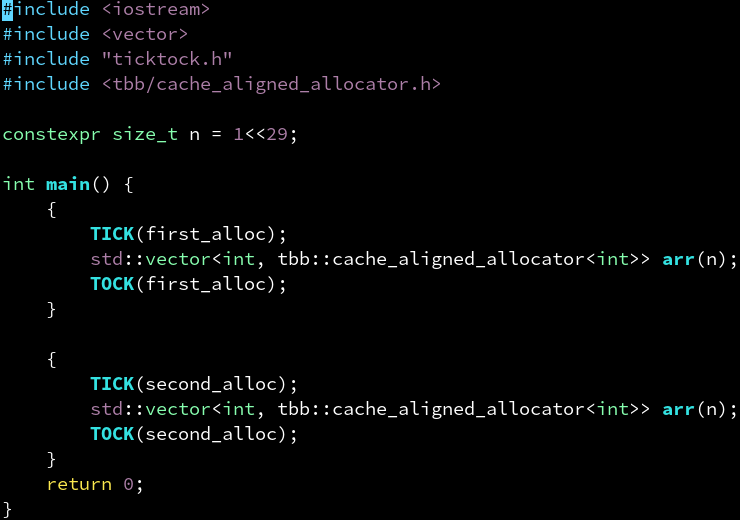 #include <iostream>
#include <vector>
#include "ticktock.h"
#include <tbb/cache_aligned_allocator.h>

constexpr size_t n = 1<<29;

int main() {
    {
        TICK(first_alloc);
        std::vector<int, tbb::cache_aligned_allocator<int>> arr(n);
        TOCK(first_alloc);
    }

    {
        TICK(second_alloc);
        std::vector<int, tbb::cache_aligned_allocator<int>> arr(n);
        TOCK(second_alloc);
    }
    return 0;
}